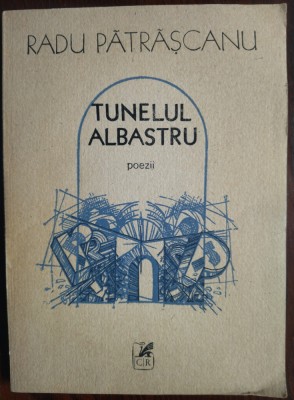 RADU PĂTRĂȘCANU
TUNELUL
ALBASTRU
poezii
CR